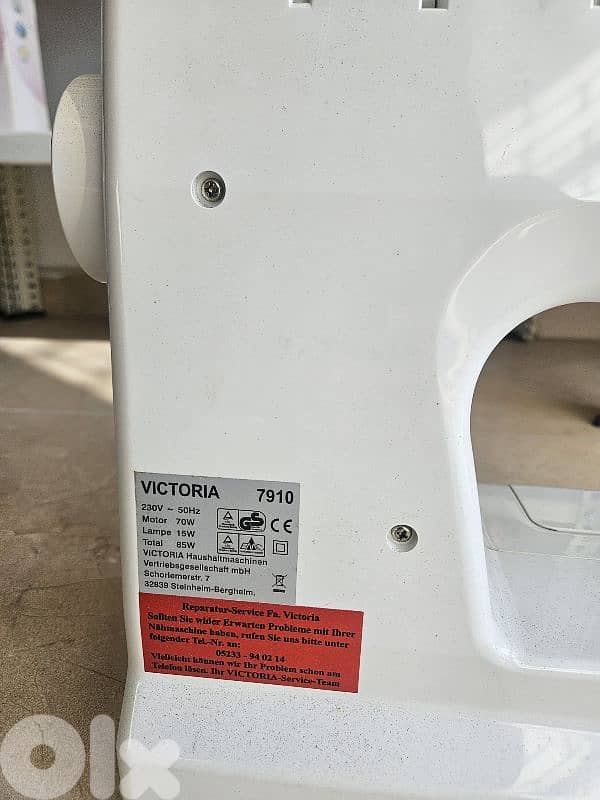 VICTORIA 7910
230V ~ 50Hz
Motor 70W
Lampe 15W
Total 85W
VICTORIA Haushaltmaschinen
Vertriebsgesellschaft mbH
Schorlemerstr. 7
32839 Steinheim-Bergheim.
GS CE
Reparatur-Service Fa. Victoria
Sollten Sie wider Erwarten Probleme mit Ihrer
Nähmaschine haben, rufen Sie uns bitte unter
folgender Tel.-Nr. an:
05233 - 94 02 14
Vielleicht können wir Ihr Problem schon am
Telefon lösen. Ihr VICTORIA-Service-Team
olx